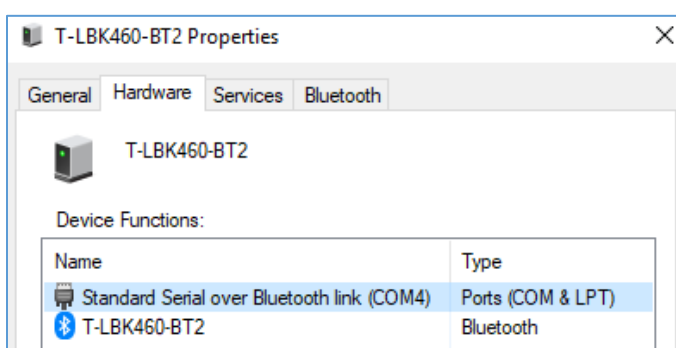 T-LBK460-BT2 Properties
General Hardware Services Bluetooth
T-LBK460-BT2
Device Functions:
Name Type
Standard Serial over Bluetooth link (COM4) Ports (COM & LPT)
T-LBK460-BT2 Bluetooth